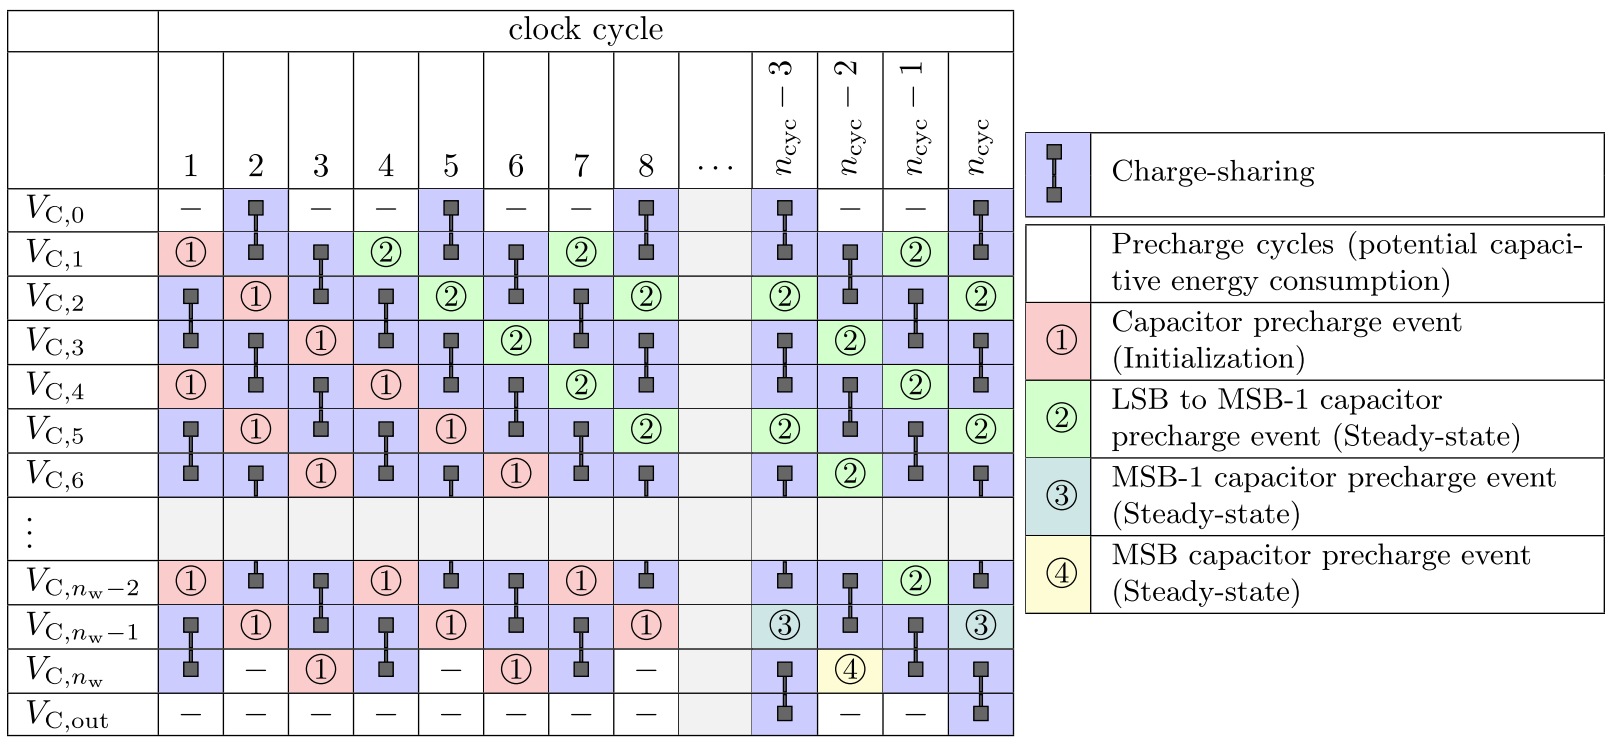 clock cycle
1 2 3 4 5 6 7 8 ··· n_cyc − 3 n_cyc − 2 n_cyc − 1 n_cyc
V_C,0 – – – – – – –
V_C,1 ① ② ② ②
V_C,2 ① ② ② ② ②
V_C,3 ① ② ②
V_C,4 ① ① ② ②
V_C,5 ① ① ② ② ②
V_C,6 ① ① ②
⋮
V_C,n_w−2 ① ① ① ②
V_C,n_w−1 ① ① ① ③ ③
V_C,n_w – ① – ① – ④
V_C,out – – – – – – – – – –
Charge-sharing
Precharge cycles (potential capaci-
tive energy consumption)
① Capacitor precharge event
(Initialization)
② LSB to MSB-1 capacitor
precharge event (Steady-state)
③ MSB-1 capacitor precharge event
(Steady-state)
④ MSB capacitor precharge event
(Steady-state)